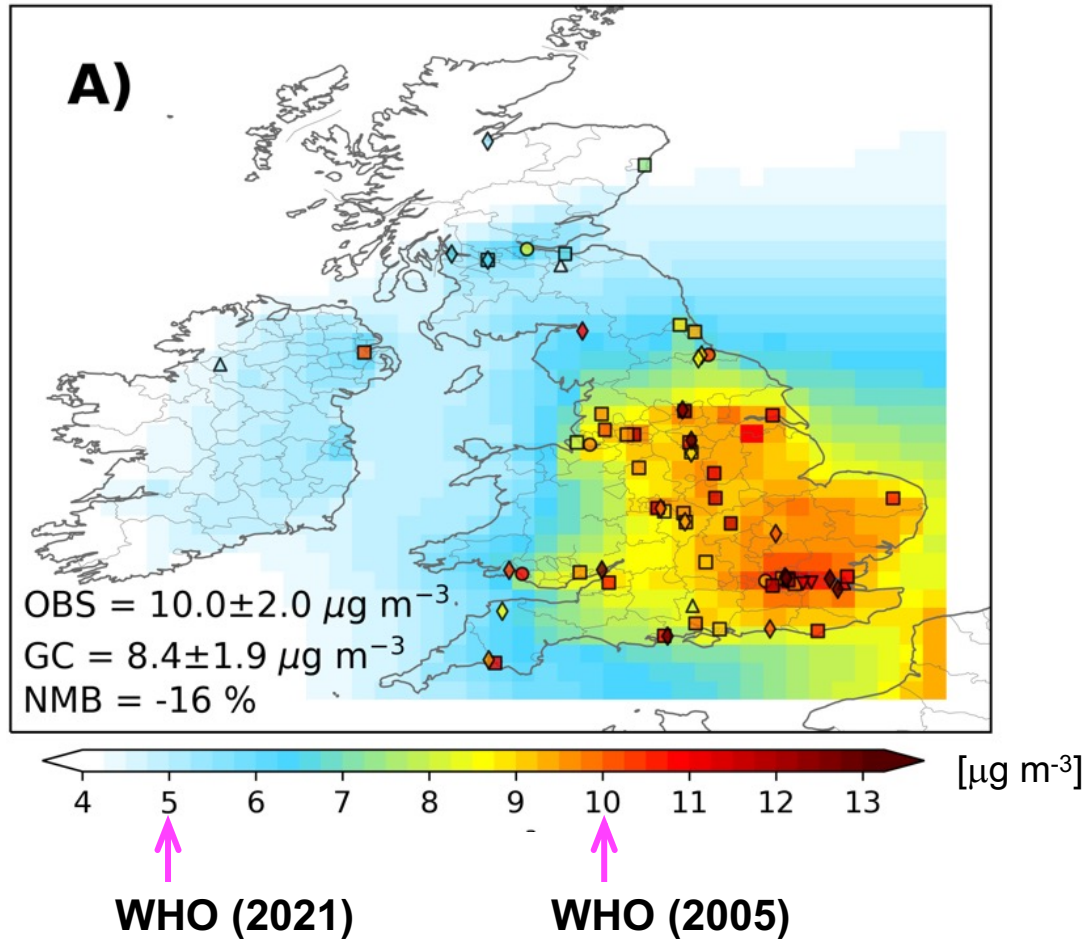 A)
OBS = 10.0±2.0 μg m⁻³
GC = 8.4±1.9 μg m⁻³
NMB = -16 %
4 5 6 7 8 9 10 11 12 13
[μg m⁻³]
WHO (2021) WHO (2005)